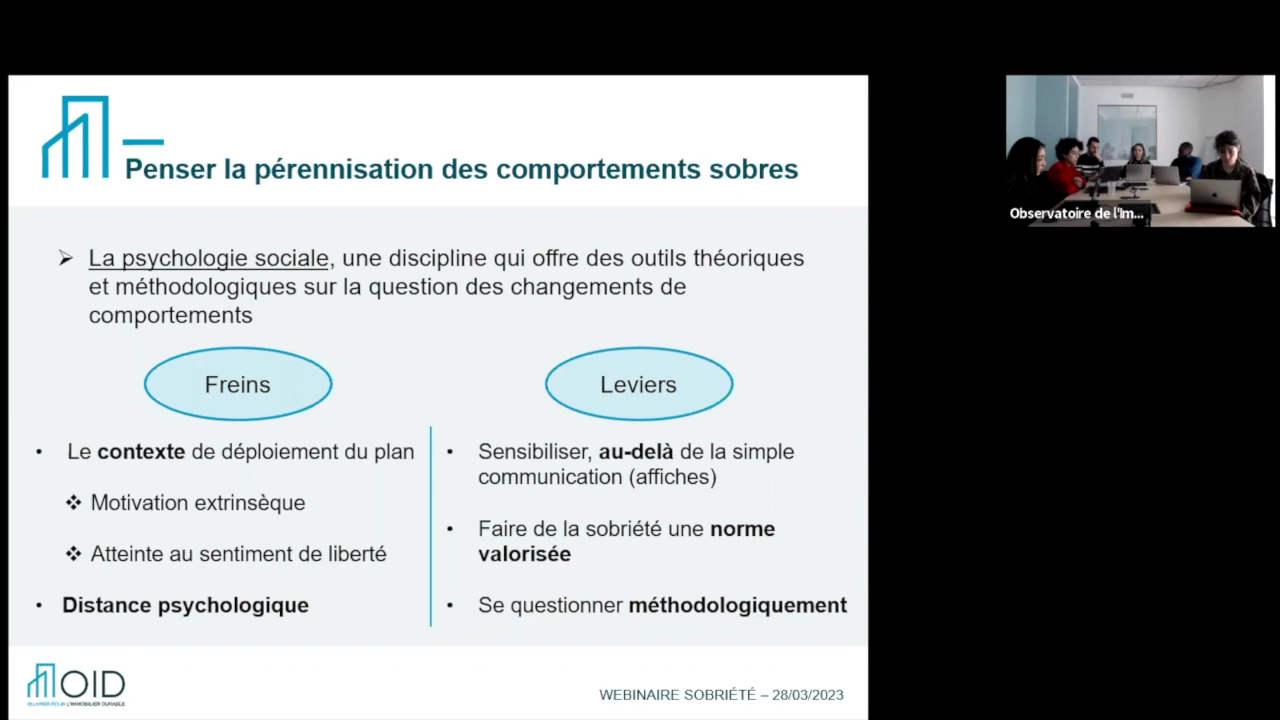 Penser la pérennisation des comportements sobres
➢ La psychologie sociale, une discipline qui offre des outils théoriques
et méthodologiques sur la question des changements de
comportements
Freins
• Le contexte de déploiement du plan
❖ Motivation extrinsèque
❖ Atteinte au sentiment de liberté
• Distance psychologique
Leviers
• Sensibiliser, au-delà de la simple
communication (affiches)
• Faire de la sobriété une norme
valorisée
• Se questionner méthodologiquement
OID
ŒUVRER POUR L'IMMOBILIER DURABLE
WEBINAIRE SOBRIÉTÉ – 28/03/2023
Observatoire de l'Im...